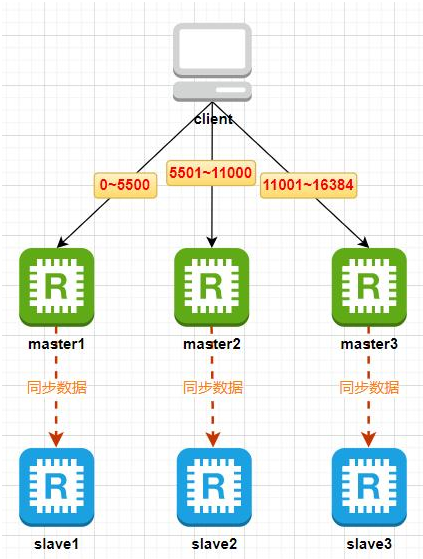 client
0~5500
5501~11000
11001~16384
R
R
R
master1
master2
master3
同步数据
同步数据
同步数据
R
R
R
slave1
slave2
slave3